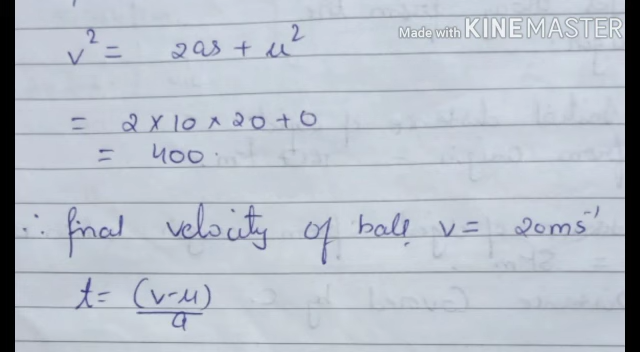 Made with KINEMASTER
v² = 2as + u²
= 2 × 10 × 20 + 0
= 400.
∴ final velocity of ball, v = 20ms⁻¹
t = (v-u)
a